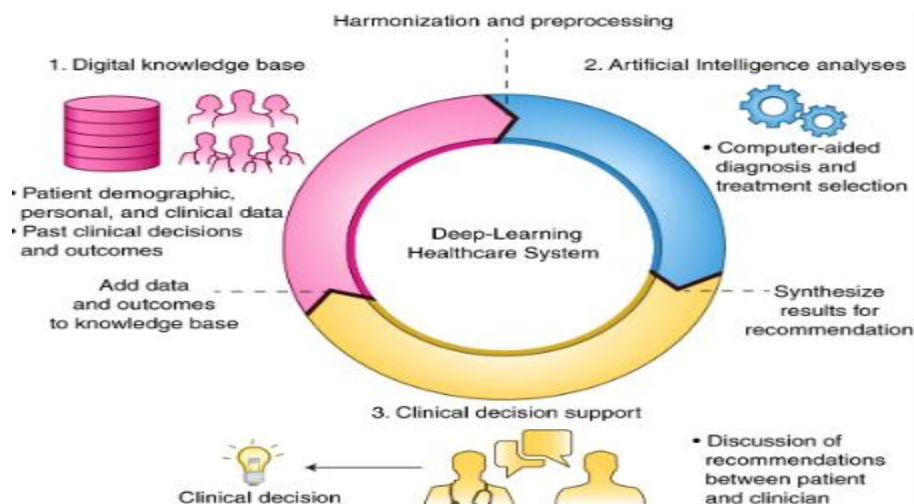 Harmonization and preprocessing
1. Digital knowledge base
2. Artificial Intelligence analyses
• Computer-aided
diagnosis and
treatment selection
• Patient demographic,
personal, and clinical data
• Past clinical decisions
and outcomes
Deep-Learning
Healthcare System
Add data
and outcomes
to knowledge base
Synthesize
results for
recommendation
3. Clinical decision support
• Discussion of
recommendations
between patient
and clinician
Clinical decision